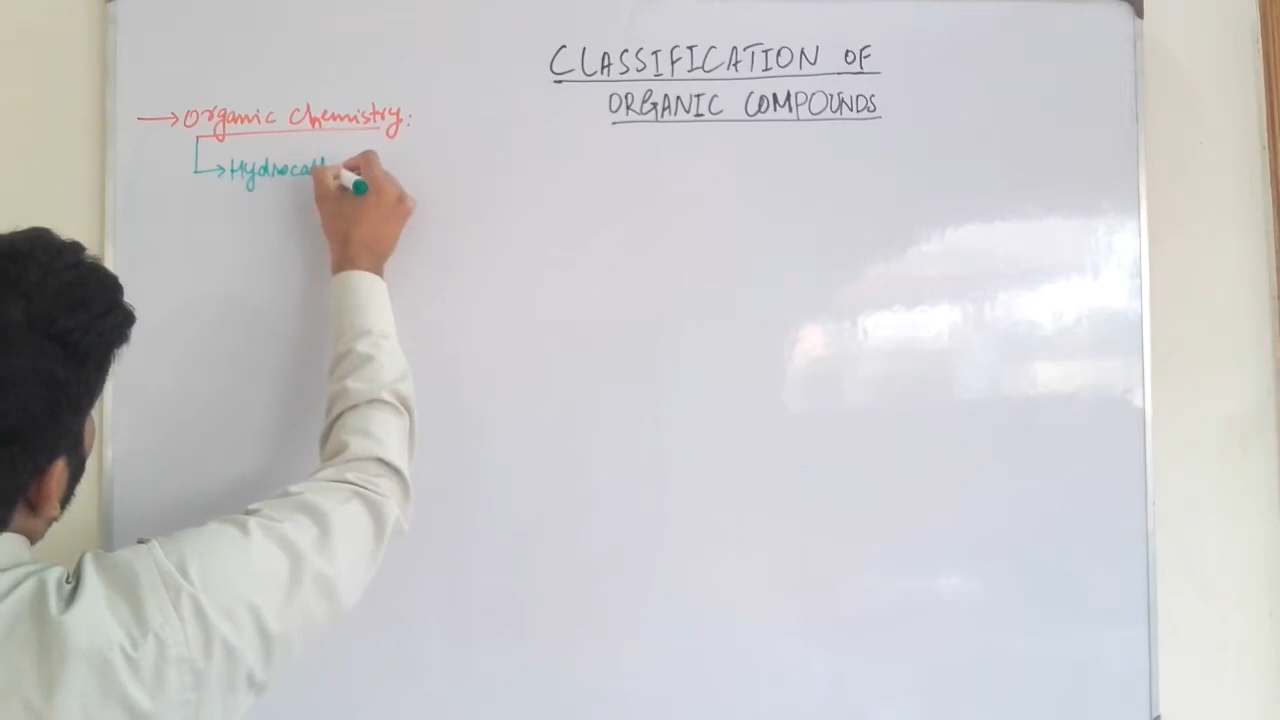 CLASSIFICATION OF
ORGANIC COMPOUNDS
→ Organic Chemistry: